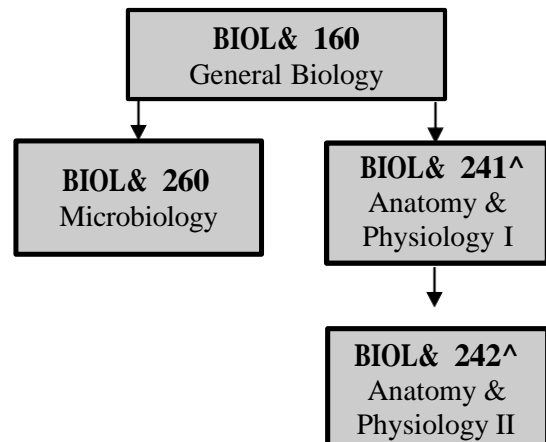 BIOL& 160
General Biology
BIOL& 260
Microbiology
BIOL& 241^
Anatomy &
Physiology I
BIOL& 242^
Anatomy &
Physiology II